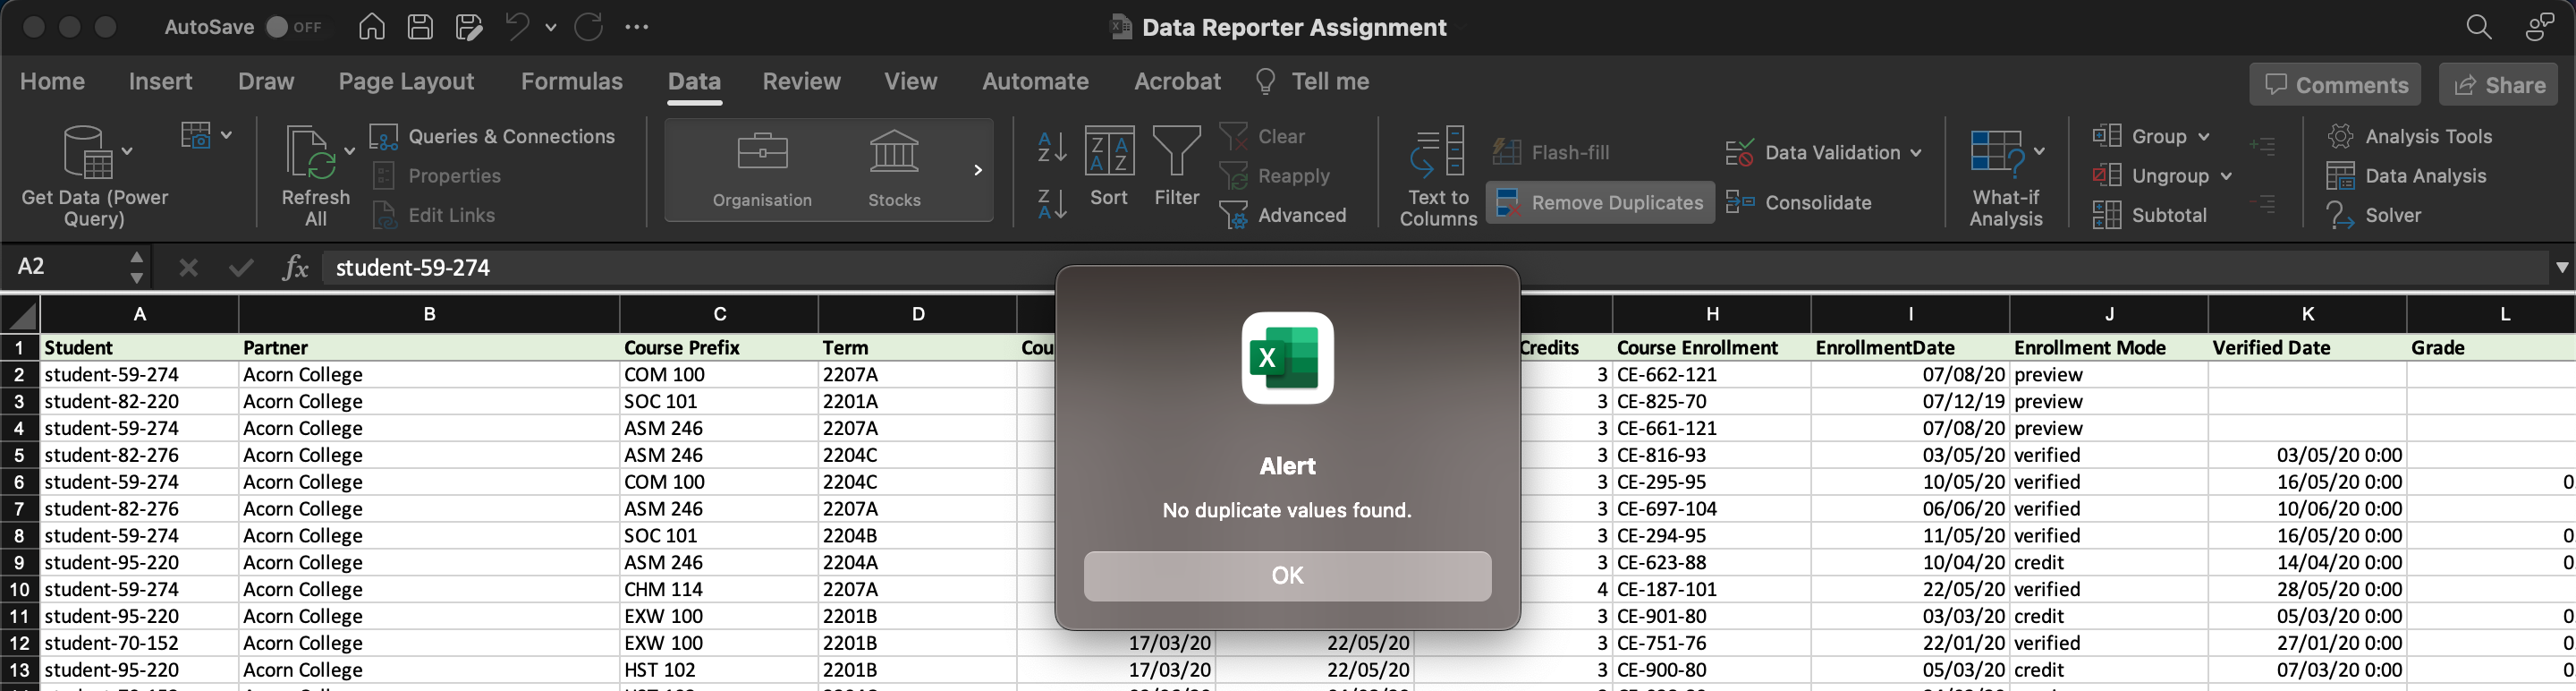 AutoSave OFF
Data Reporter Assignment
Home Insert Draw Page Layout Formulas Data Review View Automate Acrobat Tell me Comments Share
Get Data (Power Query)
Refresh All
Queries & Connections
Properties
Edit Links
Organisation Stocks
Sort Filter
Clear
Reapply
Advanced
Text to Columns
Flash-fill
Remove Duplicates
Data Validation
Consolidate
What-if Analysis
Group
Ungroup
Subtotal
Analysis Tools
Data Analysis
Solver
A2 fx student-59-274
Alert
No duplicate values found.
OK
A B C D H I J K L
1 Student Partner Course Prefix Term Cou Credits Course Enrollment EnrollmentDate Enrollment Mode Verified Date Grade
2 student-59-274 Acorn College COM 100 2207A 3 CE-662-121 07/08/20 preview
3 student-82-220 Acorn College SOC 101 2201A 3 CE-825-70 07/12/19 preview
4 student-59-274 Acorn College ASM 246 2207A 3 CE-661-121 07/08/20 preview
5 student-82-276 Acorn College ASM 246 2204C 3 CE-816-93 03/05/20 verified 03/05/20 0:00
6 student-59-274 Acorn College COM 100 2204C 3 CE-295-95 10/05/20 verified 16/05/20 0:00 0
7 student-82-276 Acorn College ASM 246 2207A 3 CE-697-104 06/06/20 verified 10/06/20 0:00
8 student-59-274 Acorn College SOC 101 2204B 3 CE-294-95 11/05/20 verified 16/05/20 0:00 0
9 student-95-220 Acorn College ASM 246 2204A 3 CE-623-88 10/04/20 credit 14/04/20 0:00 0
10 student-59-274 Acorn College CHM 114 2207A 4 CE-187-101 22/05/20 verified 28/05/20 0:00
11 student-95-220 Acorn College EXW 100 2201B 3 CE-901-80 03/03/20 credit 05/03/20 0:00 0
12 student-70-152 Acorn College EXW 100 2201B 17/03/20 22/05/20 3 CE-751-76 22/01/20 verified 27/01/20 0:00 0
13 student-95-220 Acorn College HST 102 2201B 17/03/20 22/05/20 3 CE-900-80 05/03/20 credit 07/03/20 0:00 0